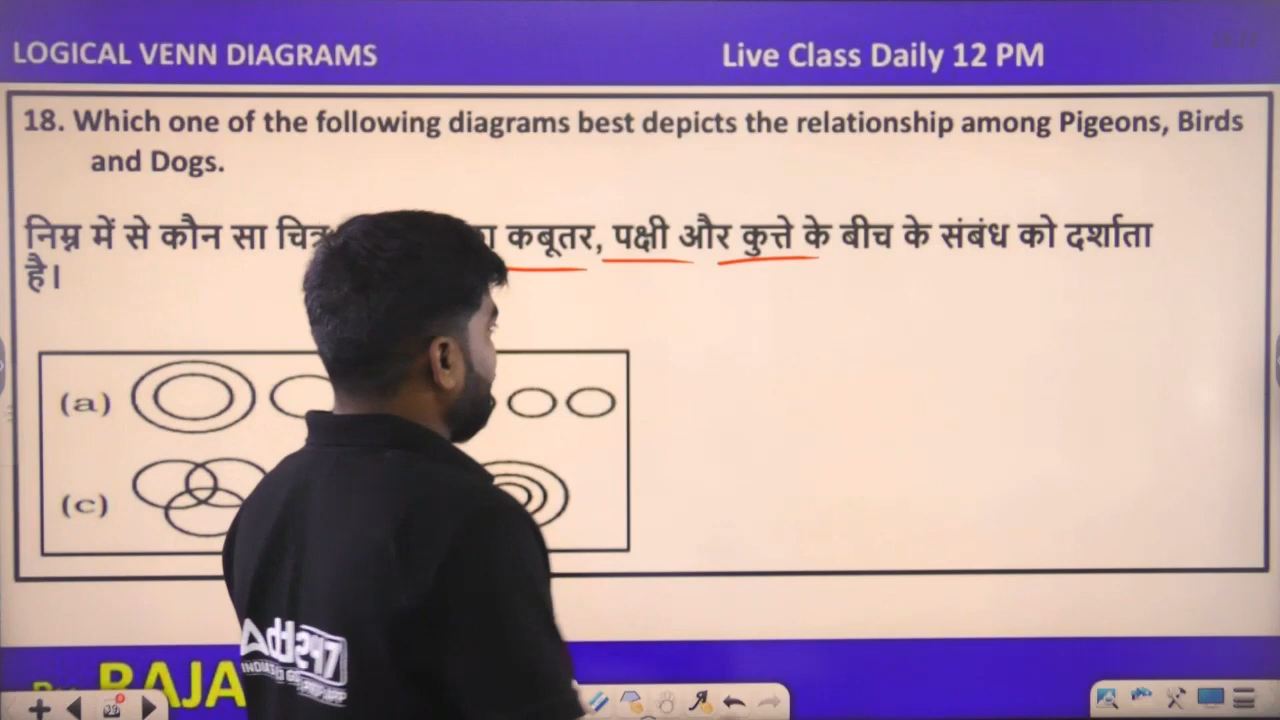 LOGICAL VENN DIAGRAMS
Live Class Daily 12 PM
18. Which one of the following diagrams best depicts the relationship among Pigeons, Birds
and Dogs.
निम्न में से कौन सा चित्र कबूतर, पक्षी और कुत्ते के बीच के संबंध को दर्शाता
है।
(a)
(c)
RAJA